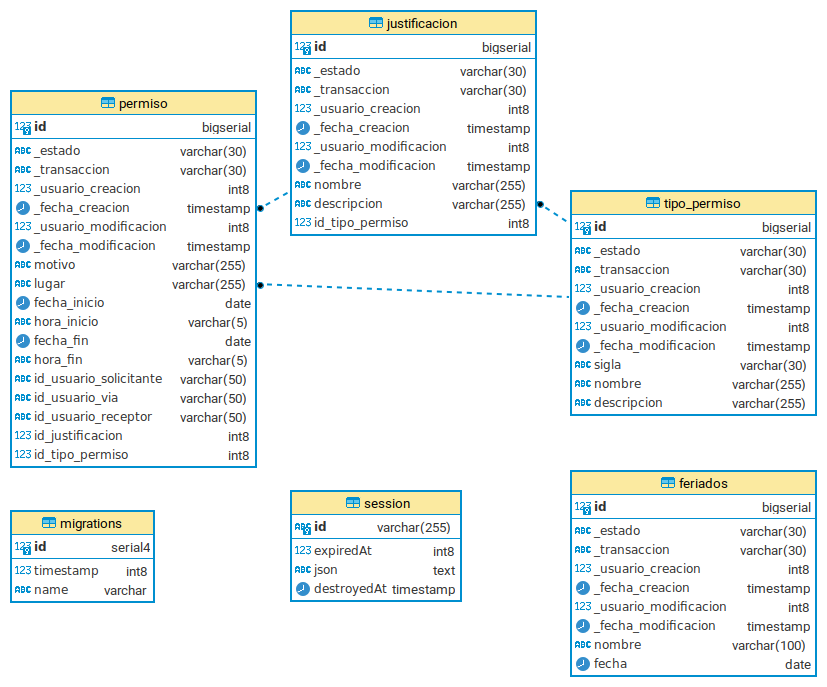 justificacion
123 id bigserial
ABC _estado varchar(30)
ABC _transaccion varchar(30)
123 _usuario_creacion int8
_fecha_creacion timestamp
123 _usuario_modificacion int8
_fecha_modificacion timestamp
ABC nombre varchar(255)
ABC descripcion varchar(255)
123 id_tipo_permiso int8
permiso
123 id bigserial
ABC _estado varchar(30)
ABC _transaccion varchar(30)
123 _usuario_creacion int8
_fecha_creacion timestamp
123 _usuario_modificacion int8
_fecha_modificacion timestamp
ABC motivo varchar(255)
ABC lugar varchar(255)
fecha_inicio date
ABC hora_inicio varchar(5)
fecha_fin date
ABC hora_fin varchar(5)
ABC id_usuario_solicitante varchar(50)
ABC id_usuario_via varchar(50)
ABC id_usuario_receptor varchar(50)
123 id_justificacion int8
123 id_tipo_permiso int8
tipo_permiso
123 id bigserial
ABC _estado varchar(30)
ABC _transaccion varchar(30)
123 _usuario_creacion int8
_fecha_creacion timestamp
123 _usuario_modificacion int8
_fecha_modificacion timestamp
ABC sigla varchar(30)
ABC nombre varchar(255)
ABC descripcion varchar(255)
migrations
123 id serial4
123 timestamp int8
ABC name varchar
session
ABC id varchar(255)
123 expiredAt int8
ABC json text
destroyedAt timestamp
feriados
123 id bigserial
ABC _estado varchar(30)
ABC _transaccion varchar(30)
123 _usuario_creacion int8
_fecha_creacion timestamp
123 _usuario_modificacion int8
_fecha_modificacion timestamp
ABC nombre varchar(100)
fecha date